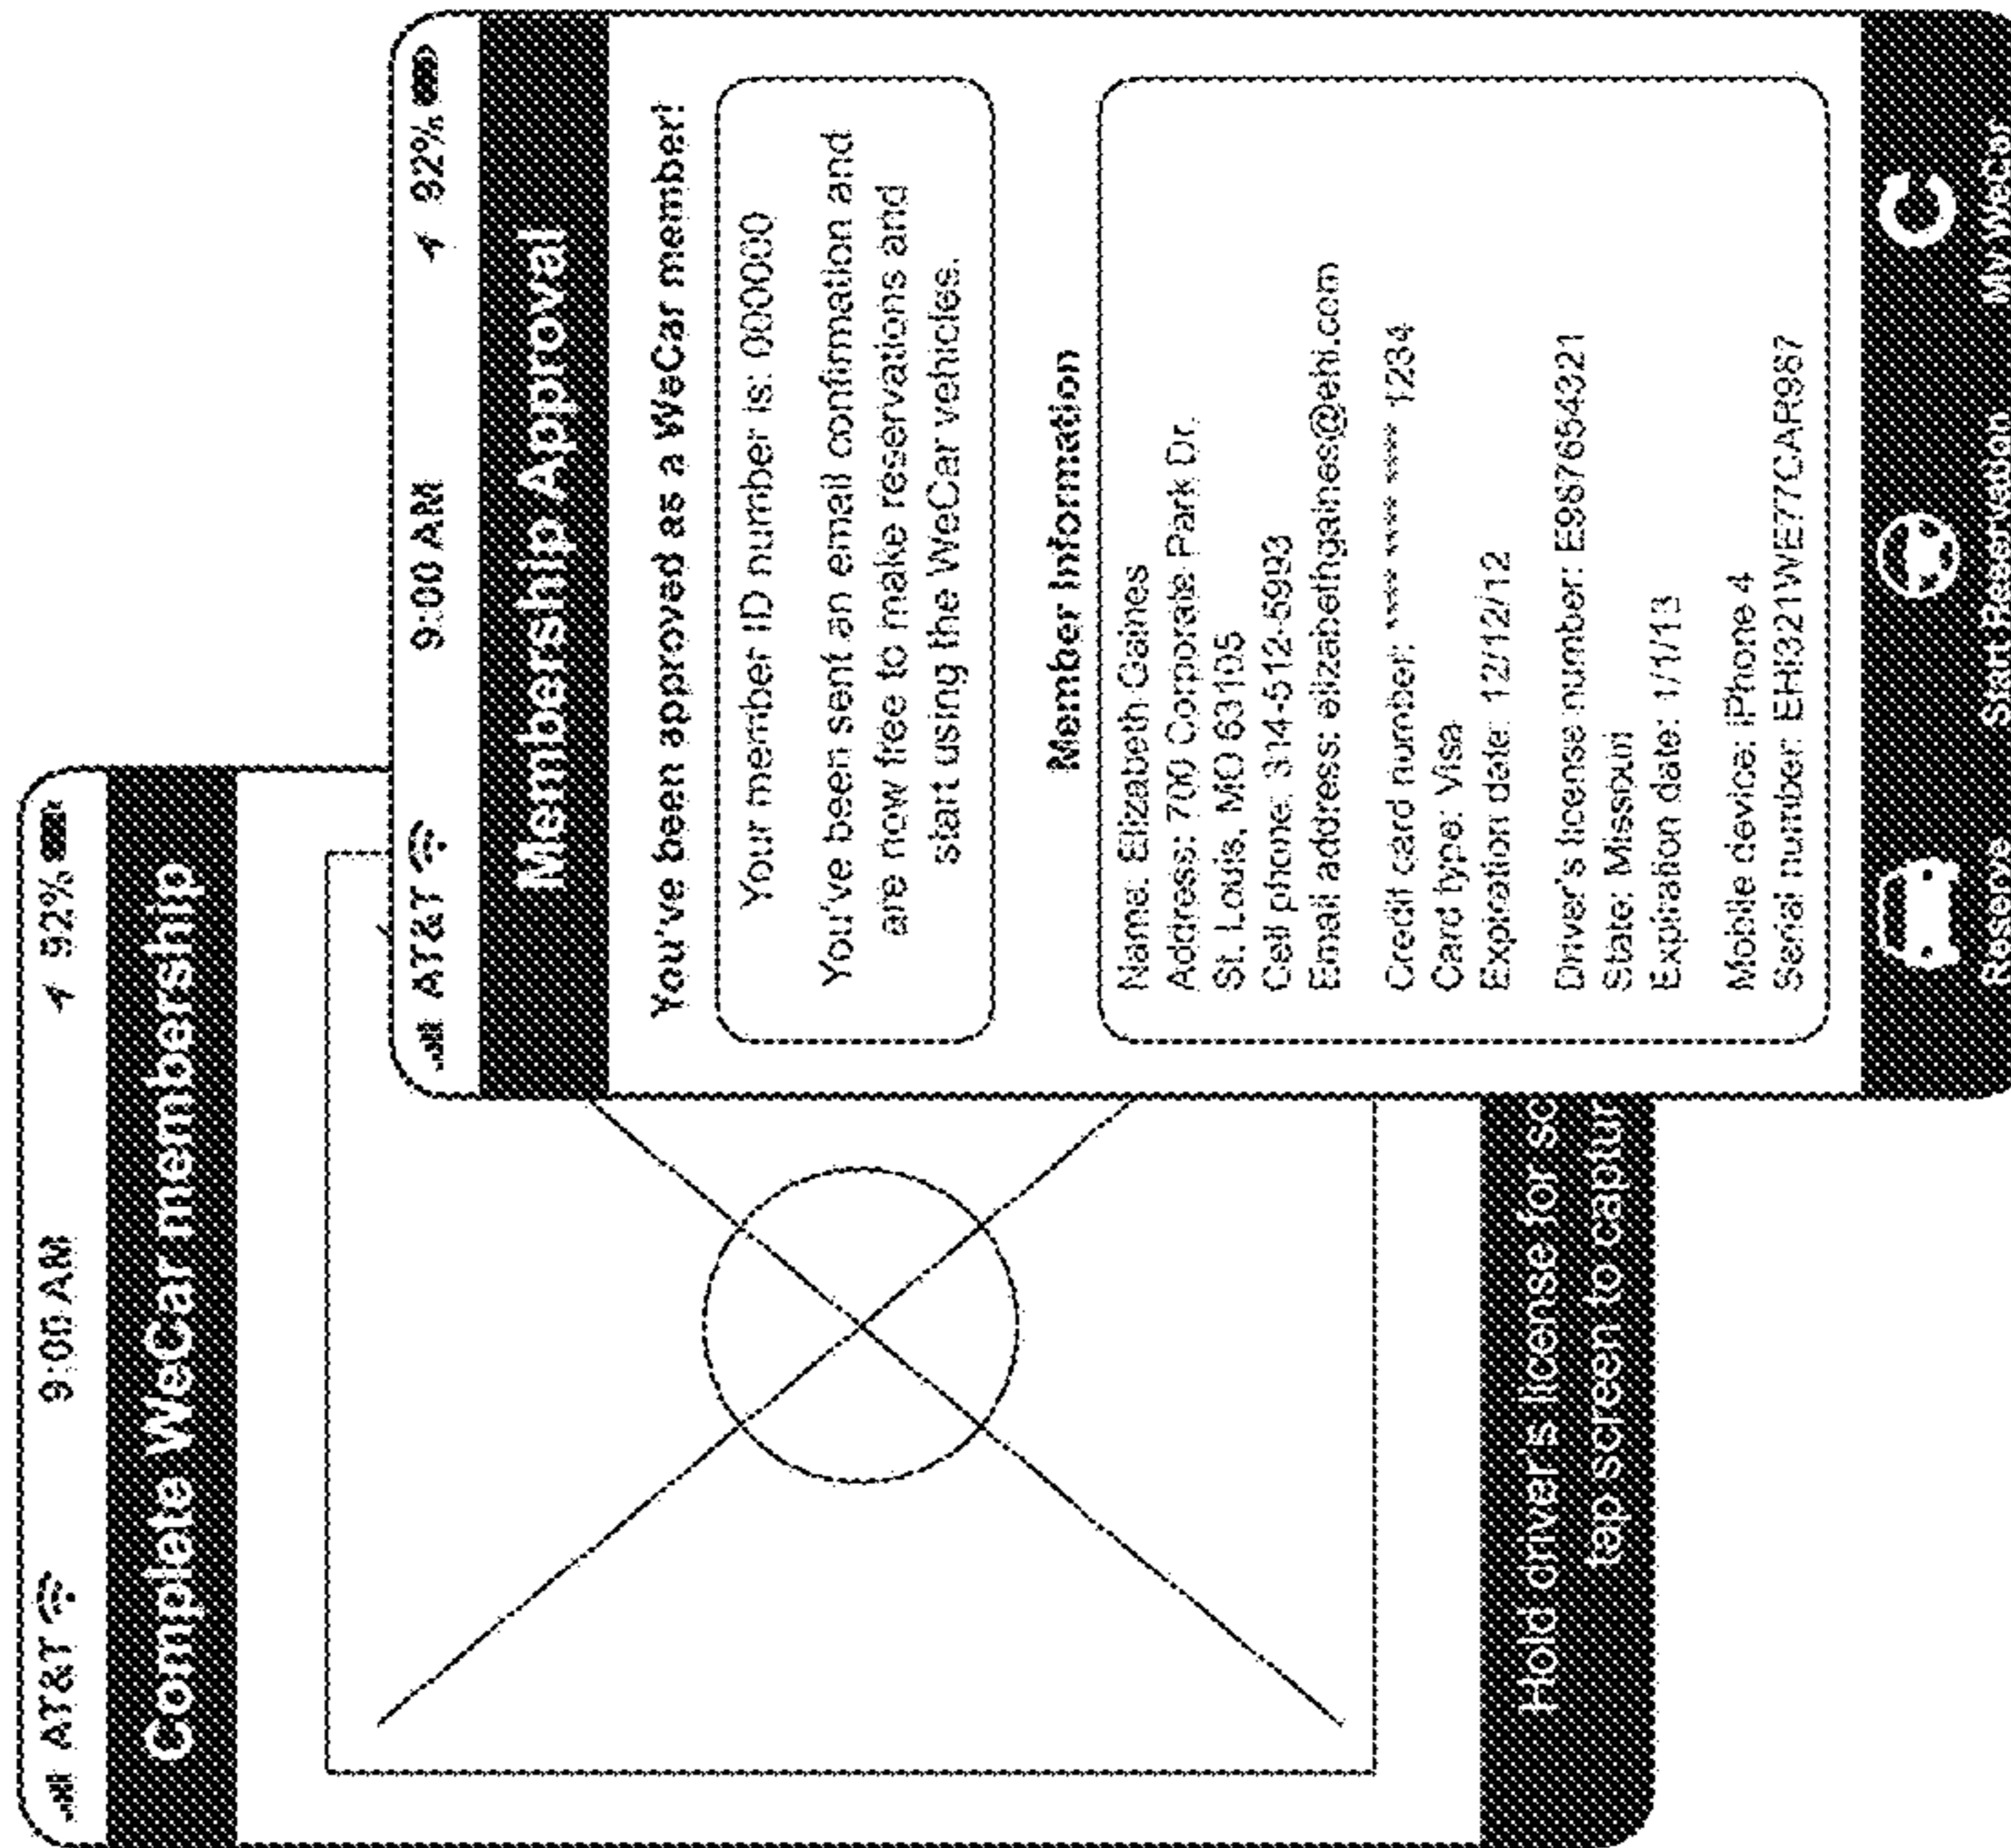 AT&T 9:00 AM 92%
Complete WeCar membership
Hold driver's license for
tap screen to
AT&T 9:00 AM 92%
Membership Approval
You've been approved as a WeCar member!
Your member ID number is: 00000
You've been sent an email confirmation and
are now free to make reservations and
start using the WeCar vehicles.
Member Information
Name: Elizabeth Gaines
Address: 700 Corporate Park Dr.
St. Louis, MO 63105
Cell phone: 314-512-5993
Email address: elizabethgaines@ehi.com
Credit card number: **** **** **** 1234
Card type: Visa
Expiration date: 12/12/12
Driver's license number: E987654321
State: Missouri
Expiration date: 1/1/13
Mobile device: iPhone 4
Serial number: EHI321WE77CAR987
Reserve Start Reservation My WeCar